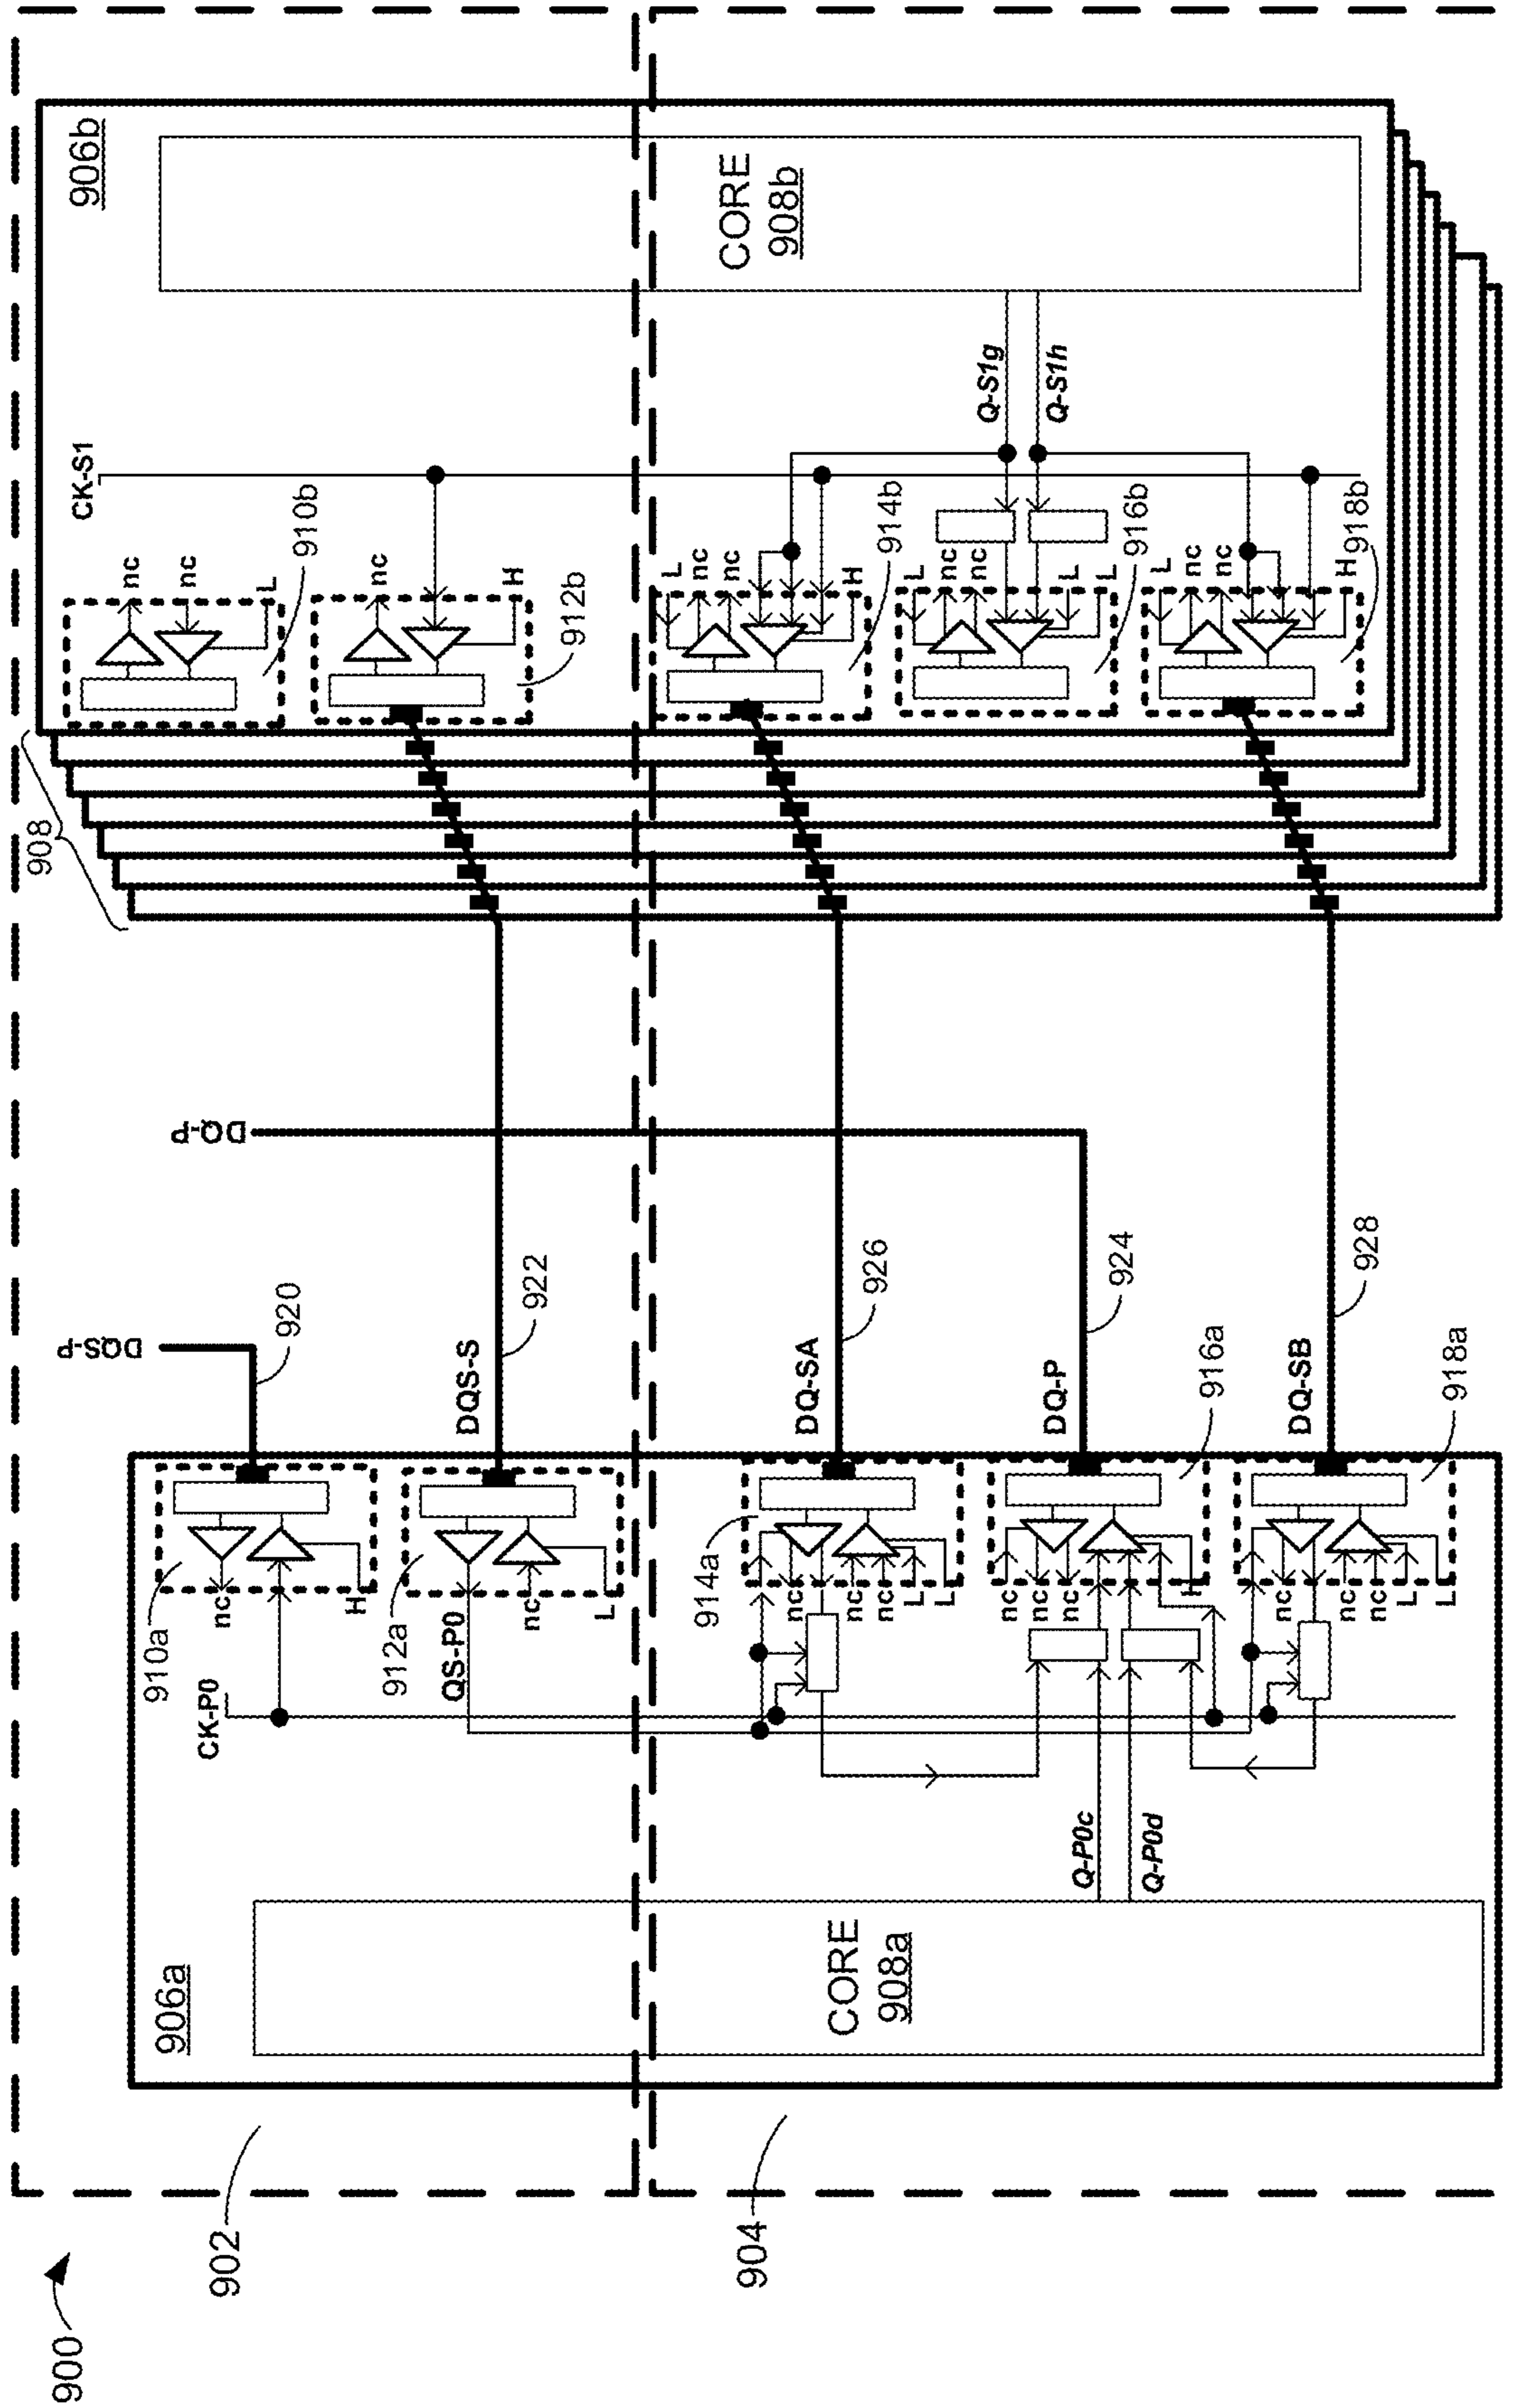 900
902
904
906a
CORE
908a
CK-P0
910a
nc
H
QS-P0
912a
nc
L
914a
nc
nc
nc
L
L
Q-P0c
Q-P0d
nc
nc
nc
H
916a
nc
nc
nc
L
L
918a
DQS-P
920
DQS-S
922
DQ-P
DQ-SA
926
DQ-P
924
DQ-SB
928
908
906b
CK-S1
nc
nc
L
910b
nc
H
912b
L
nc
nc
H
914b
L
nc
nc
L
L
916b
L
nc
nc
H
918b
Q-S1g
Q-S1h
CORE
908b